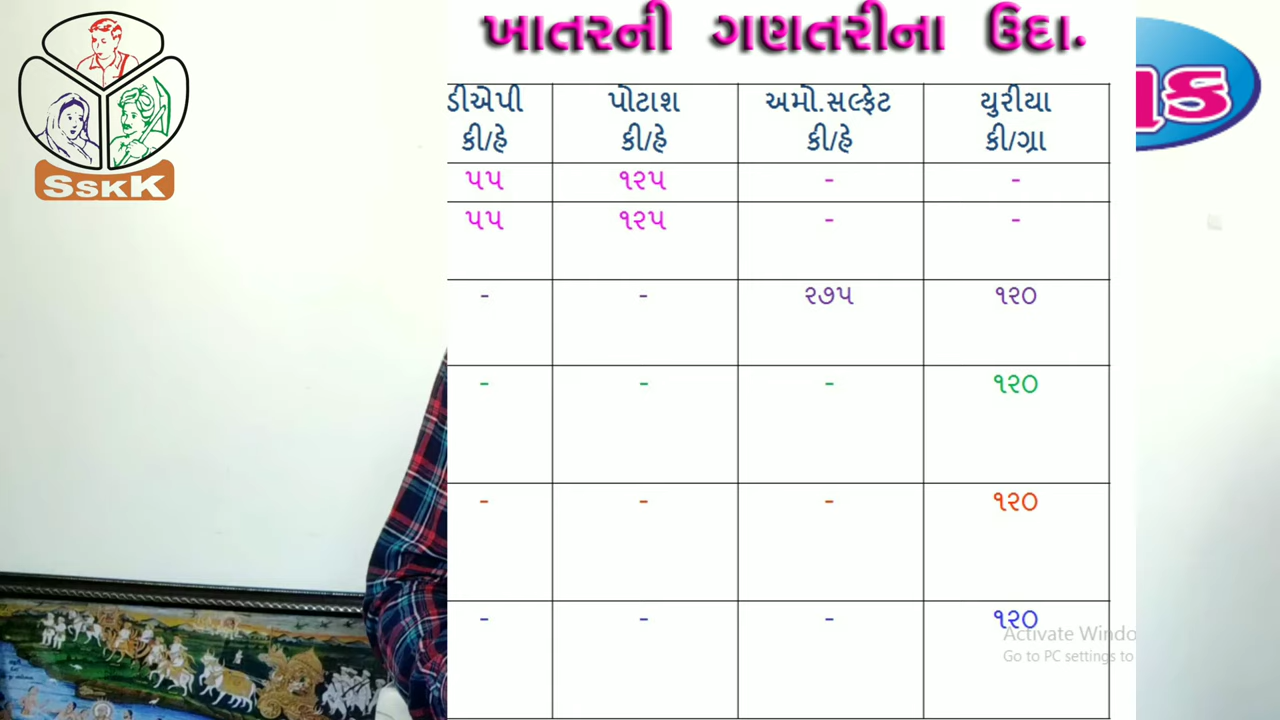 ખાતરની ગણતરીના ઉદા.
SSKK
ડીએપી પોટાશ અમો.સલ્ફેટ યુરીયા
કી/હે કી/હે કી/હે કી/ગ્રા
૫૫ ૧૨૫ - -
૫૫ ૧૨૫ - -
- - ૨૭૫ ૧૨૦
- - - ૧૨૦
- - - ૧૨૦
- - - ૧૨૦
Activate Windo
Go to PC settings to